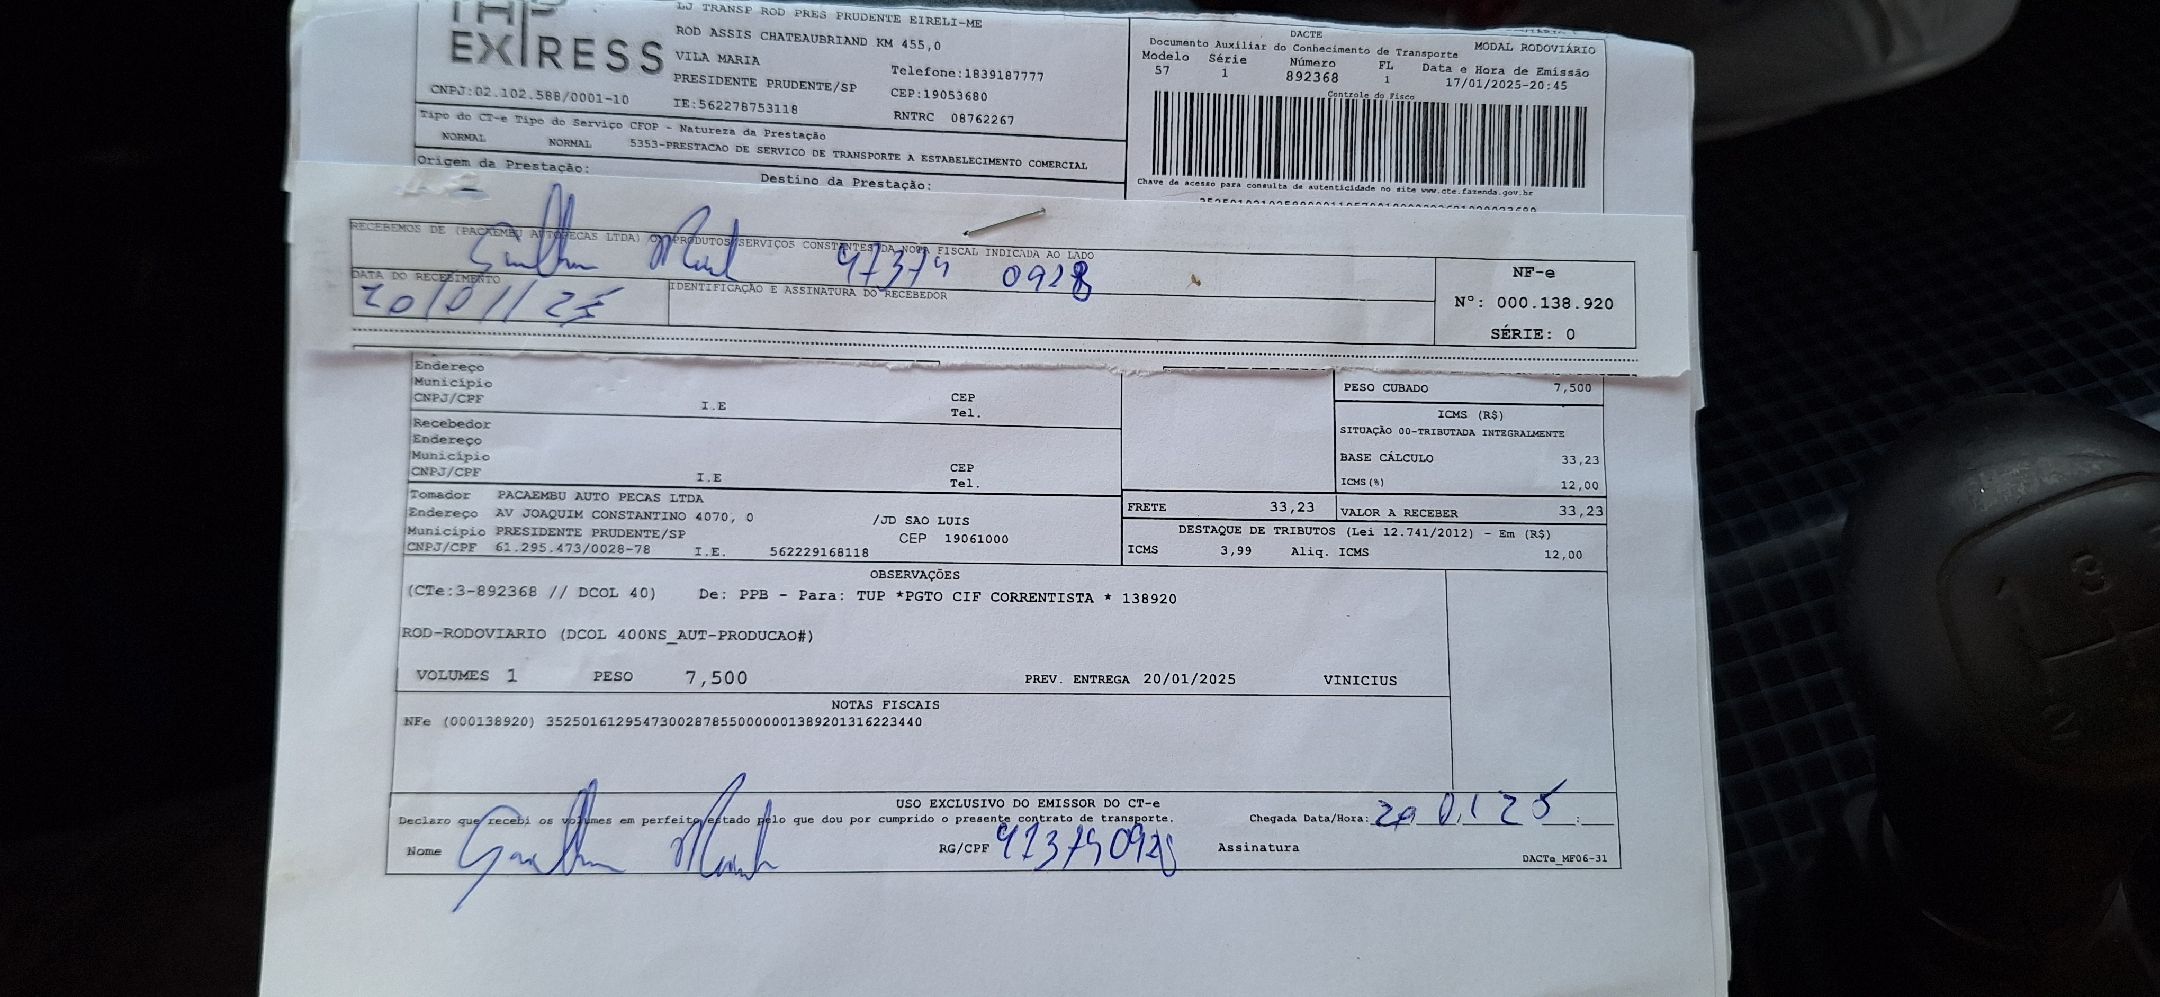 EXPRESS
CNPJ:02.102.588/0001-10
LJ TRANSP ROD PRES PRUDENTE EIRELI-ME
ROD ASSIS CHATEAUBRIAND KM 455,0
VILA MARIA
PRESIDENTE PRUDENTE/SP
IE:562278753118
Telefone:1839187777
CEP:19053680
RNTRC 08762267
DACTE
Documento Auxiliar do Conhecimento de Transporte MODAL RODOVIÁRIO
Modelo Série Número FL Data e Hora de Emissão
57 1 892368 1 17/01/2025-20:45
Controle do Fisco
Chave de acesso para consulta de autenticidade no site www.cte.fazenda.gov.br
Tipo do CT-e Tipo do Serviço CFOP - Natureza da Prestação
NORMAL NORMAL 5353-PRESTACAO DE SERVICO DE TRANSPORTE A ESTABELECIMENTO COMERCIAL
Origem da Prestação: Destino da Prestação:
RECEBEMOS DE (PACAEMBU AUTOPECAS LTDA) OS PRODUTOS/SERVIÇOS CONSTANTES DA NOTA FISCAL INDICADA AO LADO
DATA DO RECEBIMENTO
20/01/25
IDENTIFICAÇÃO E ASSINATURA DO RECEBEDOR
NF-e
Nº: 000.138.920
SÉRIE: 0
Endereço
Município
CNPJ/CPF I.E CEP
Tel.
Recebedor
Endereço
Município
CNPJ/CPF I.E CEP
Tel.
PESO CUBADO 7,500
ICMS (R$)
SITUAÇÃO 00-TRIBUTADA INTEGRALMENTE
BASE CÁLCULO 33,23
ICMS(%) 12,00
Tomador PACAEMBU AUTO PECAS LTDA
Endereço AV JOAQUIM CONSTANTINO 4070, 0 /JD SAO LUIS
Município PRESIDENTE PRUDENTE/SP CEP 19061000
CNPJ/CPF 61.295.473/0028-78 I.E. 562229168118
FRETE 33,23 VALOR A RECEBER 33,23
DESTAQUE DE TRIBUTOS (Lei 12.741/2012) - Em (R$)
ICMS 3,99 Aliq. ICMS 12,00
OBSERVAÇÕES
(CTe:3-892368 // DCOL 40) De: PPB - Para: TUP *PGTO CIF CORRENTISTA * 138920
ROD-RODOVIARIO (DCOL 400NS_AUT-PRODUCAO#)
VOLUMES 1 PESO 7,500 PREV. ENTREGA 20/01/2025 VINICIUS
NOTAS FISCAIS
NFe (000138920) 35250161295473002878550000001389201316223440
USO EXCLUSIVO DO EMISSOR DO CT-e
Declaro que recebi os volumes em perfeito estado pelo que dou por cumprido o presente contrato de transporte. Chegada Data/Hora: 20 01 25
Nome RG/CPF Assinatura
DACTe_MF06-31